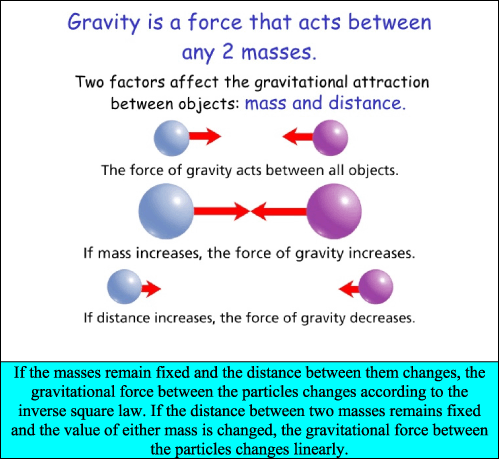 Gravity is a force that acts between
any 2 masses.
Two factors affect the gravitational attraction
between objects: mass and distance.
The force of gravity acts between all objects.
If mass increases, the force of gravity increases.
If distance increases, the force of gravity decreases.
If the masses remain fixed and the distance between them changes, the
gravitational force between the particles changes according to the
inverse square law. If the distance between two masses remains fixed
and the value of either mass is changed, the gravitational force between
the particles changes linearly.